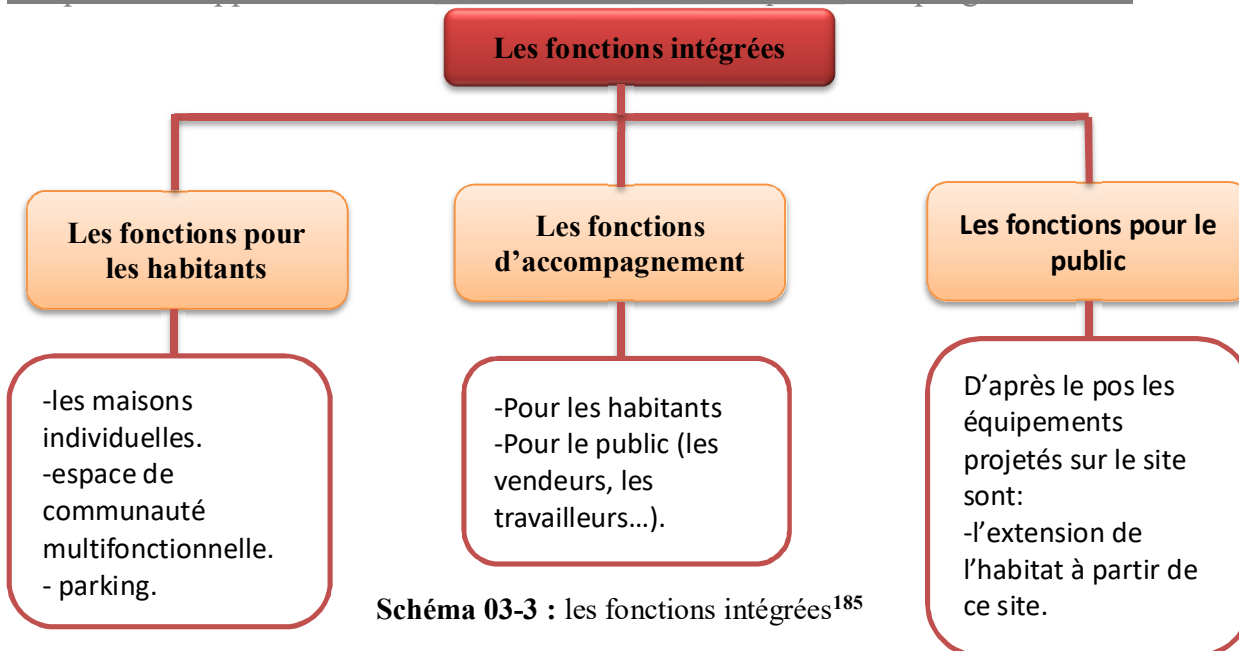 Les fonctions intégrées
Les fonctions pour
les habitants
Les fonctions
d’accompagnement
Les fonctions pour le
public
-les maisons
individuelles.
-espace de
communauté
multifonctionnelle.
- parking.
-Pour les habitants
-Pour le public (les
vendeurs, les
travailleurs…).
D’après le pos les
équipements
projetés sur le site
sont:
-l’extension de
l’habitat à partir de
ce site.
Schéma 03-3 : les fonctions intégrées185